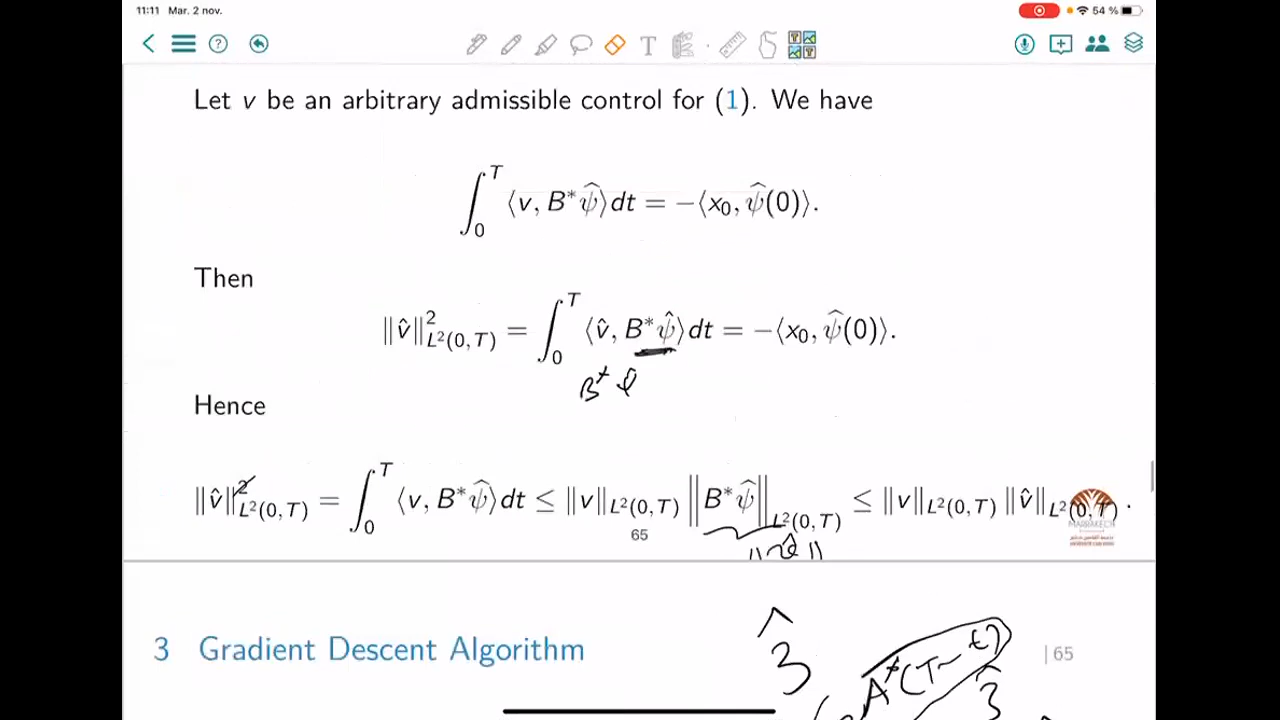 11:11 Mar. 2 nov. 54 %
Let v be an arbitrary admissible control for (1). We have
∫₀ᵀ ⟨v, B*ψ̂⟩dt = −⟨x₀, ψ̂(0)⟩.
Then
‖v̂‖²_{L²(0,T)} = ∫₀ᵀ ⟨v̂, B*ψ̂⟩dt = −⟨x₀, ψ̂(0)⟩.
Hence
‖v̂‖²_{L²(0,T)} = ∫₀ᵀ ⟨v, B*ψ̂⟩dt ≤ ‖v‖_{L²(0,T)} ‖B*ψ̂‖_{L²(0,T)} ≤ ‖v‖_{L²(0,T)} ‖v̂‖_{L²(0,T)}.
65
MARRAKECH
3 Gradient Descent Algorithm
| 65
A*(T−t)